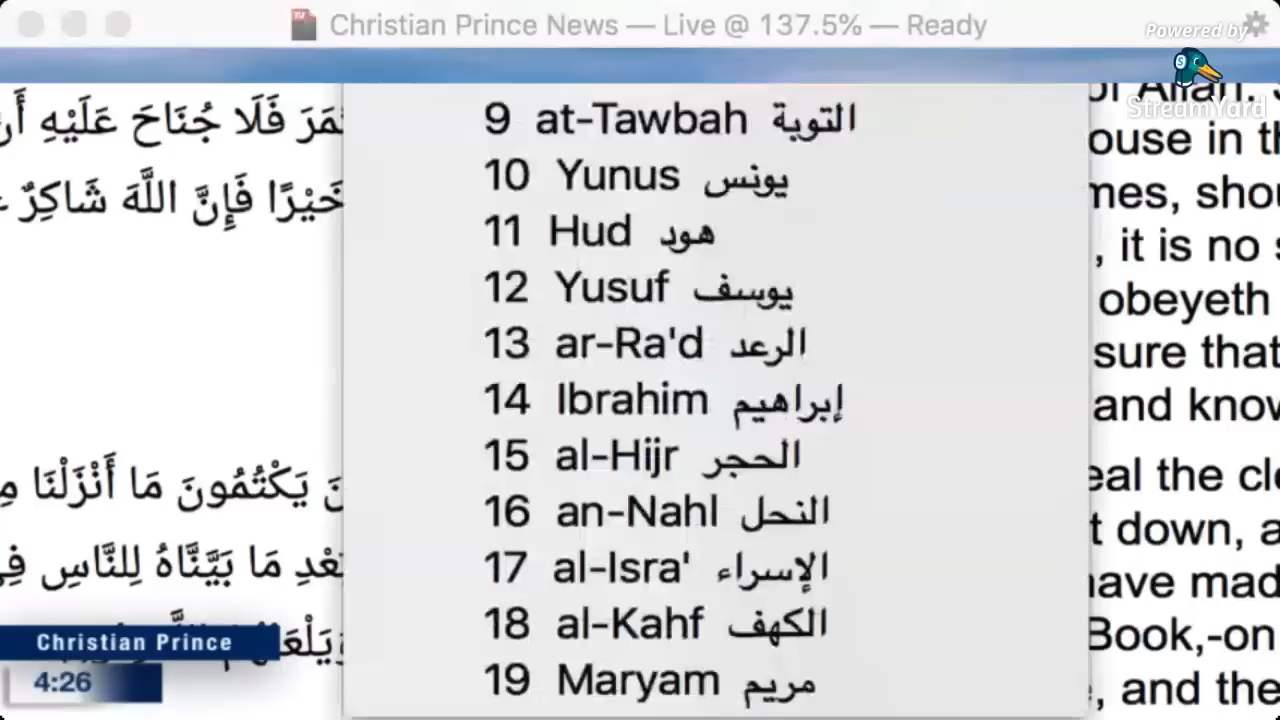 Christian Prince News — Live @ 137.5% — Ready
Powered by
StreamYard
of Allah.
مَرَ فَلَا جُنَاحَ عَلَيْهِ أَن
خَيْرًا فَإِنَّ اللَّهَ شَاكِرٌ
9 at-Tawbah التوبة
10 Yunus يونس
11 Hud هود
12 Yusuf يوسف
13 ar-Ra'd الرعد
14 Ibrahim إبراهيم
15 al-Hijr الحجر
16 an-Nahl النحل
17 al-Isra' الإسراء
18 al-Kahf الكهف
19 Maryam مريم
ouse in th
mes, shou
, it is no s
obeyeth
sure that
and know
eal the cle
t down, a
have mad
Book,-on
, and the
نَ يَكْتُمُونَ مَا أَنْزَلْنَا مِ
عْدِ مَا بَيَّنَّاهُ لِلنَّاسِ فِي
Christian Prince
4:26